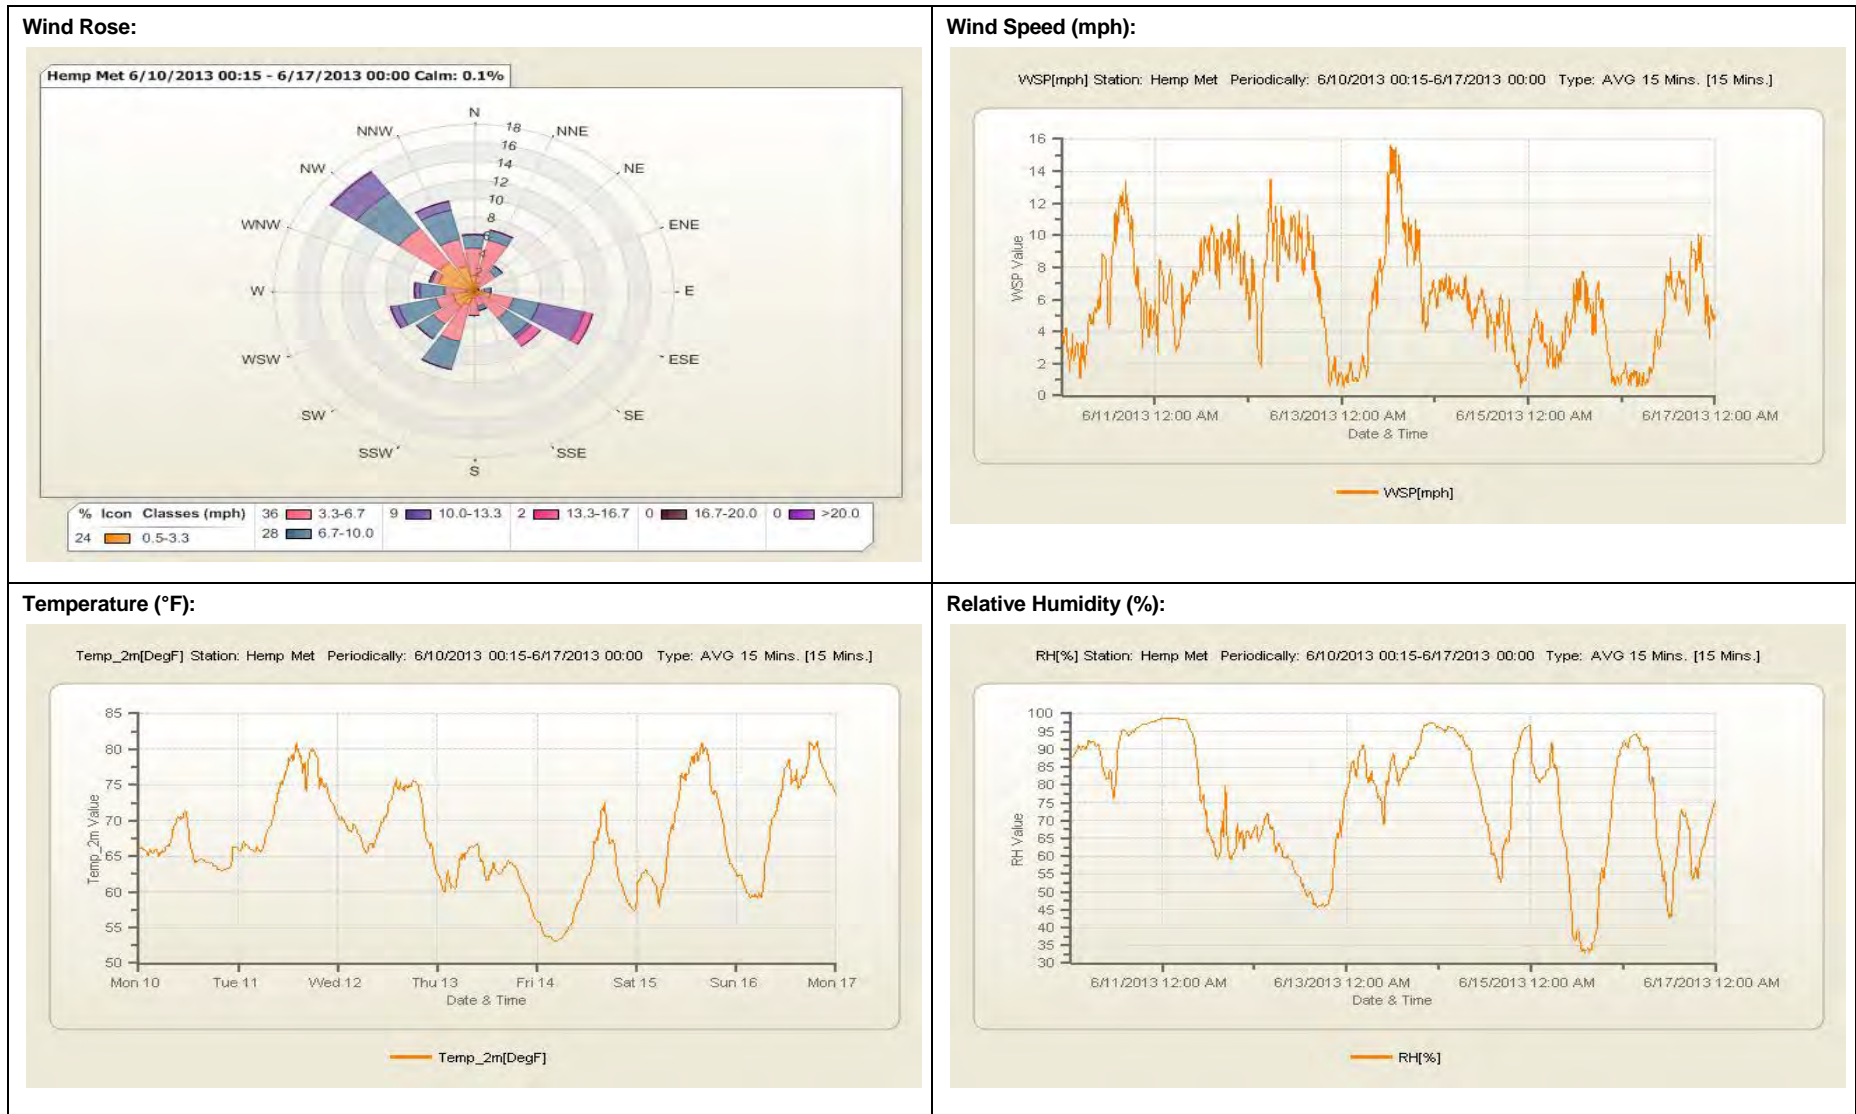 Wind Rose:
Hemp Met 6/10/2013 00:15 - 6/17/2013 00:00 Calm: 0.1%
N
NNE
NE
ENE
E
ESE
SE
SSE
S
SSW
SW
WSW
W
WNW
NW
NNW
18
16
14
12
10
8
6
4
2
% Icon Classes (mph)
24 0.5-3.3
36 3.3-6.7
28 6.7-10.0
9 10.0-13.3
2 13.3-16.7
0 16.7-20.0
0 >20.0
Wind Speed (mph):
WSP[mph] Station: Hemp Met Periodically: 6/10/2013 00:15-6/17/2013 00:00 Type: AVG 15 Mins. [15 Mins.]
WSP Value
16
14
12
10
8
6
4
2
0
6/11/2013 12:00 AM 6/13/2013 12:00 AM 6/15/2013 12:00 AM 6/17/2013 12:00 AM
Date & Time
WSP[mph]
Temperature (°F):
Temp_2m[DegF] Station: Hemp Met Periodically: 6/10/2013 00:15-6/17/2013 00:00 Type: AVG 15 Mins. [15 Mins.]
Temp_2m Value
85
80
75
70
65
60
55
50
Mon 10 Tue 11 Wed 12 Thu 13 Fri 14 Sat 15 Sun 16 Mon 17
Date & Time
Temp_2m[DegF]
Relative Humidity (%):
RH[%] Station: Hemp Met Periodically: 6/10/2013 00:15-6/17/2013 00:00 Type: AVG 15 Mins. [15 Mins.]
RH Value
100
95
90
85
80
75
70
65
60
55
50
45
40
35
30
6/11/2013 12:00 AM 6/13/2013 12:00 AM 6/15/2013 12:00 AM 6/17/2013 12:00 AM
Date & Time
RH[%]